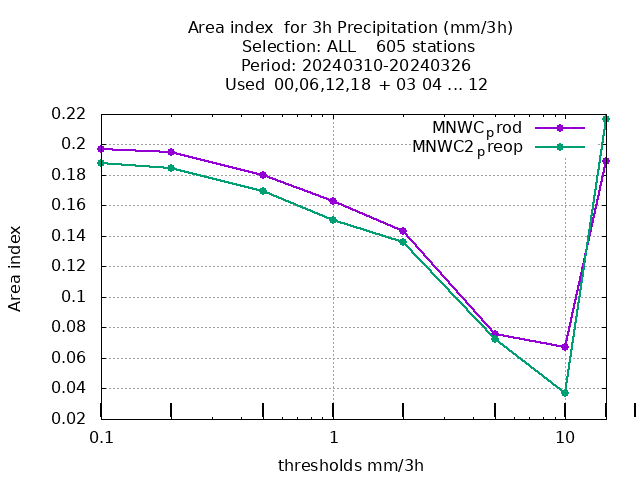 Area index  for 3h Precipitation (mm/3h)
Selection: ALL    605 stations
Period: 20240310-20240326
Used  00,06,12,18 + 03 04 ... 12
MNWCprod
MNWC2preop
0.22
0.2
0.18
0.16
0.14
0.12
0.1
0.08
0.06
0.04
0.02
Area index
0.1
1
10
thresholds mm/3h